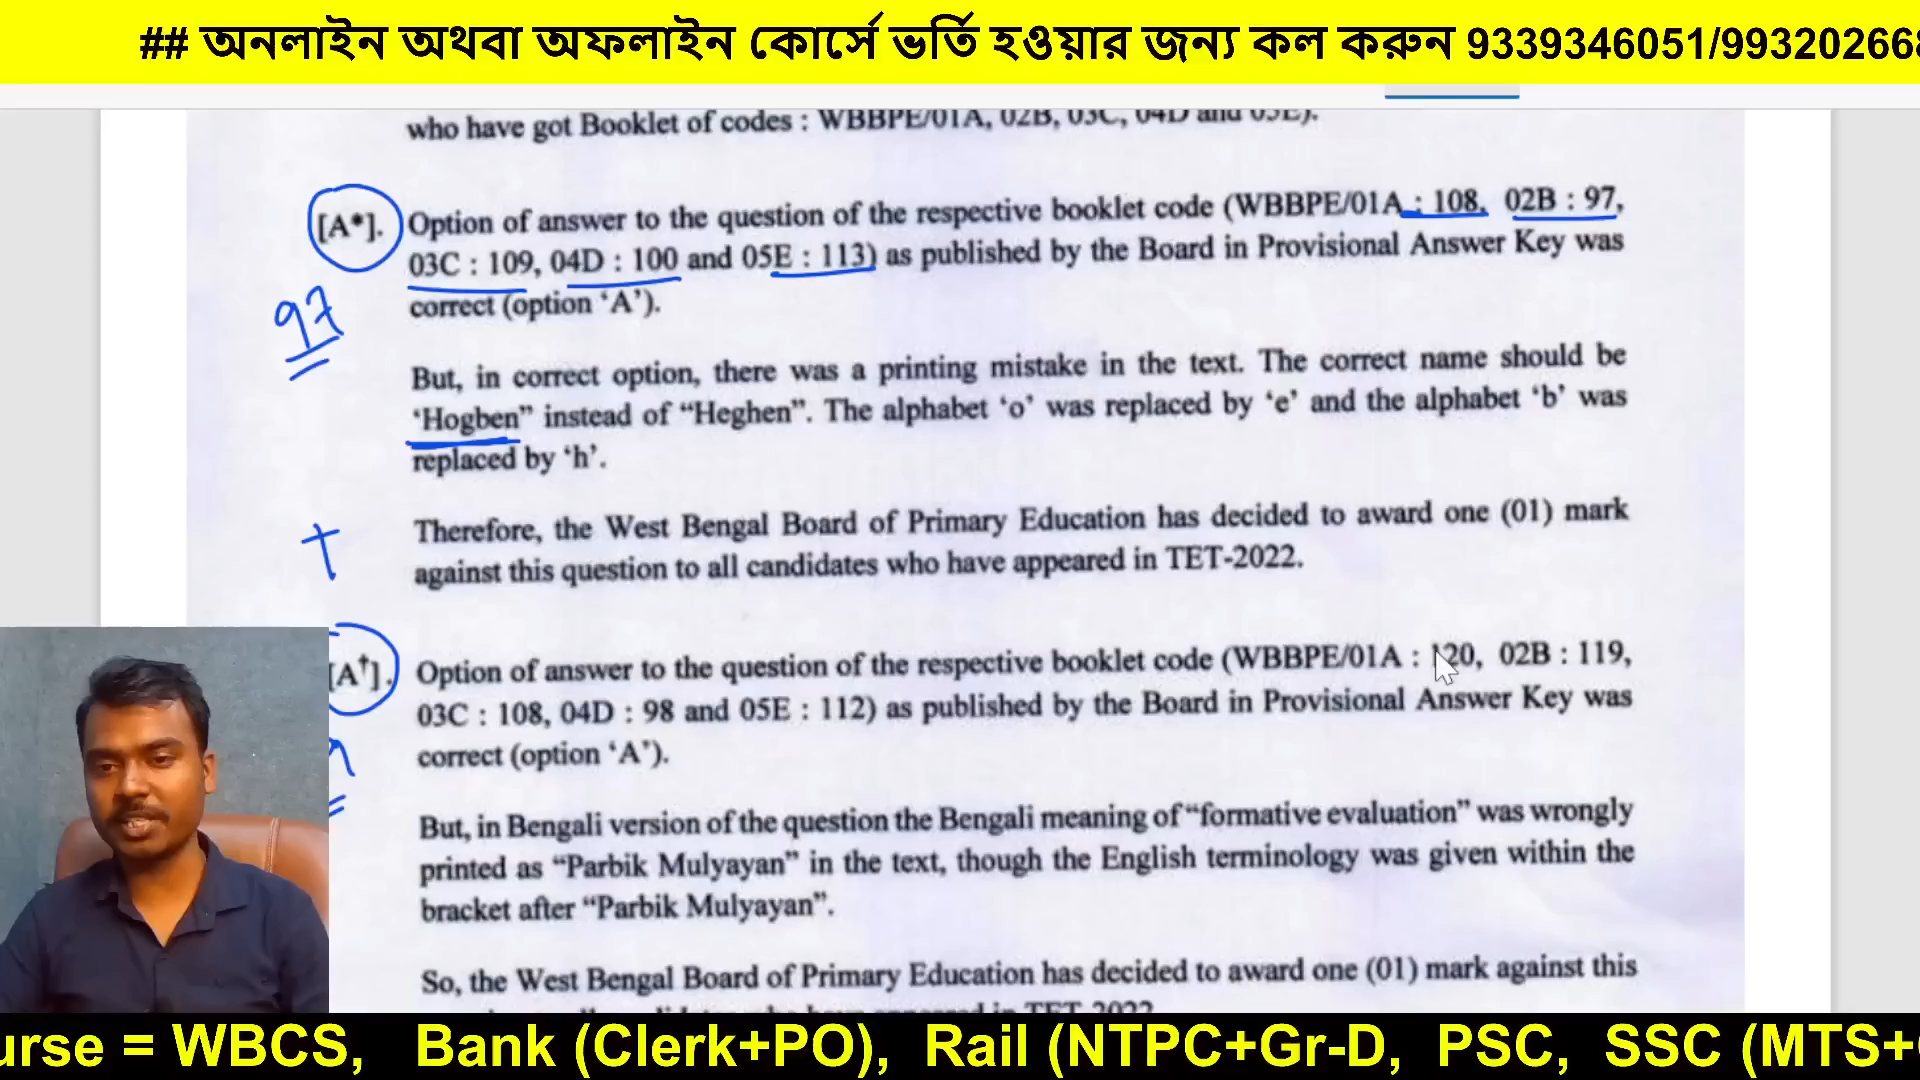 ## অনলাইন অথবা অফলাইন কোর্সে ভর্তি হওয়ার জন্য কল করুন 9339346051/993202668
who have got Booklet of codes : WBBPE/01A, 02B, 03C, 04D and 05E).
[A*]. Option of answer to the question of the respective booklet code (WBBPE/01A : 108, 02B : 97,
03C : 109, 04D : 100 and 05E : 113) as published by the Board in Provisional Answer Key was
correct (option ‘A’).
97
But, in correct option, there was a printing mistake in the text. The correct name should be
‘Hogben” instead of “Heghen”. The alphabet ‘o’ was replaced by ‘e’ and the alphabet ‘b’ was
replaced by ‘h’.
Therefore, the West Bengal Board of Primary Education has decided to award one (01) mark
against this question to all candidates who have appeared in TET-2022.
[A†]. Option of answer to the question of the respective booklet code (WBBPE/01A : 120, 02B : 119,
03C : 108, 04D : 98 and 05E : 112) as published by the Board in Provisional Answer Key was
correct (option ‘A’).
But, in Bengali version of the question the Bengali meaning of “formative evaluation” was wrongly
printed as “Parbik Mulyayan” in the text, though the English terminology was given within the
bracket after “Parbik Mulyayan”.
So, the West Bengal Board of Primary Education has decided to award one (01) mark against this
urse = WBCS, Bank (Clerk+PO), Rail (NTPC+Gr-D, PSC, SSC (MTS+